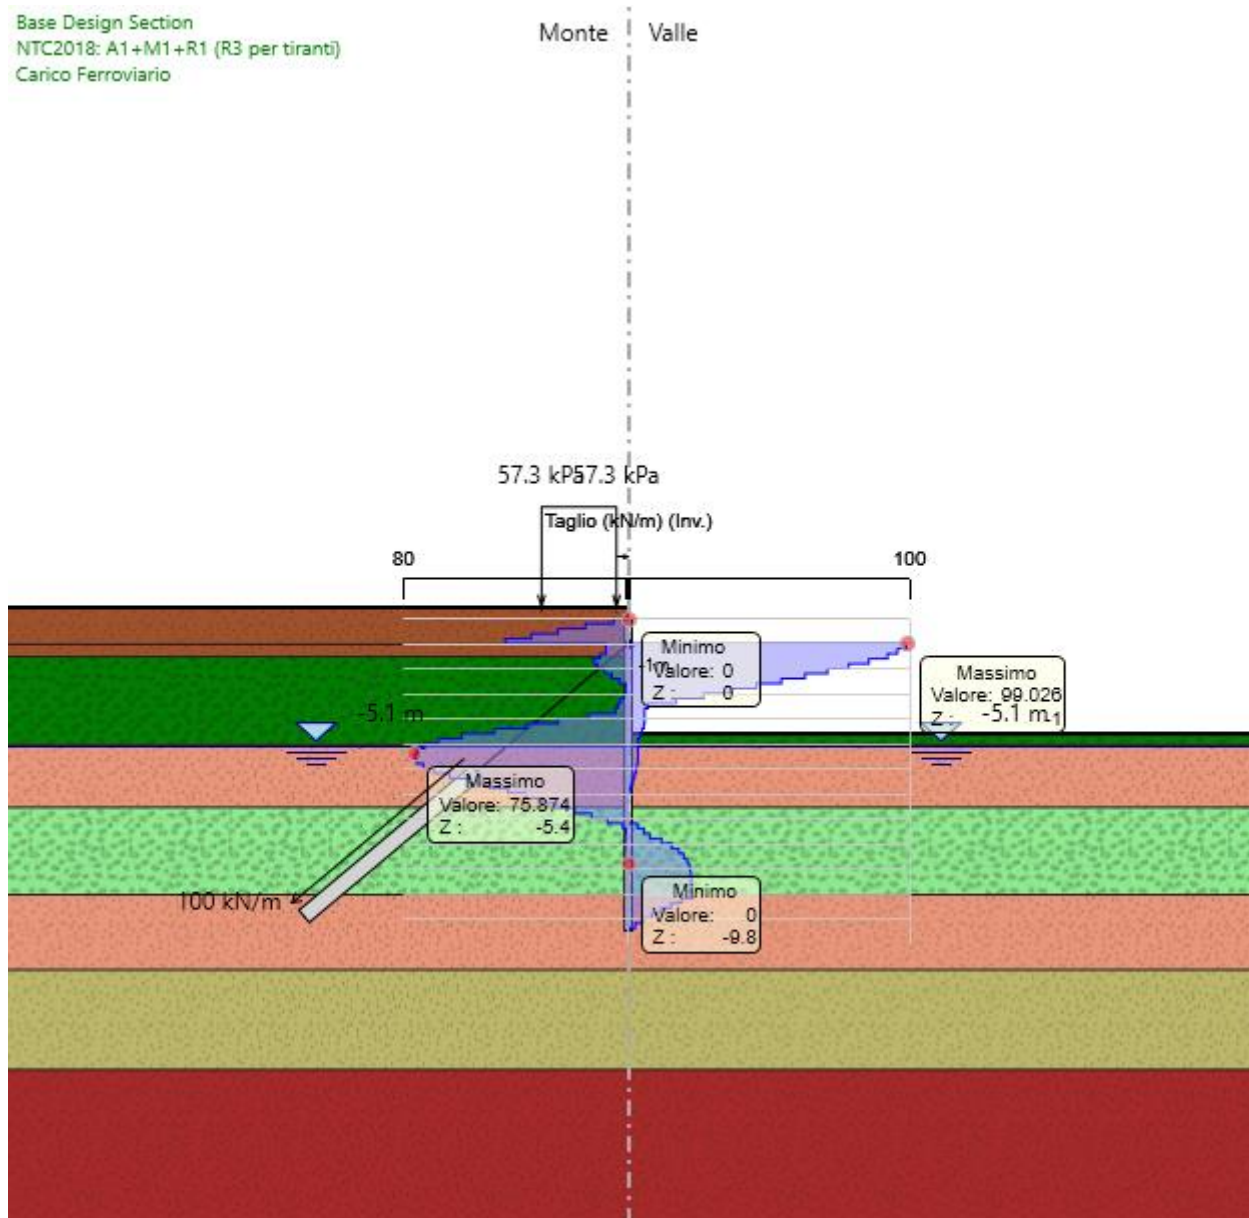 Base Design Section
NTC2018: A1+M1+R1 (R3 per tiranti)
Carico Ferroviario
Monte
Valle
57.3 kPa
57.3 kPa
Taglio (kN/m) (Inv.)
80
100
Minimo
Valore: 0
Z : 0
-1m
Massimo
Valore: 99.026
Z : -1
-5.1 m
-5.1 m
Massimo
Valore: 75.874
Z : -5.4
100 kN/m
Minimo
Valore: 0
Z : -9.8